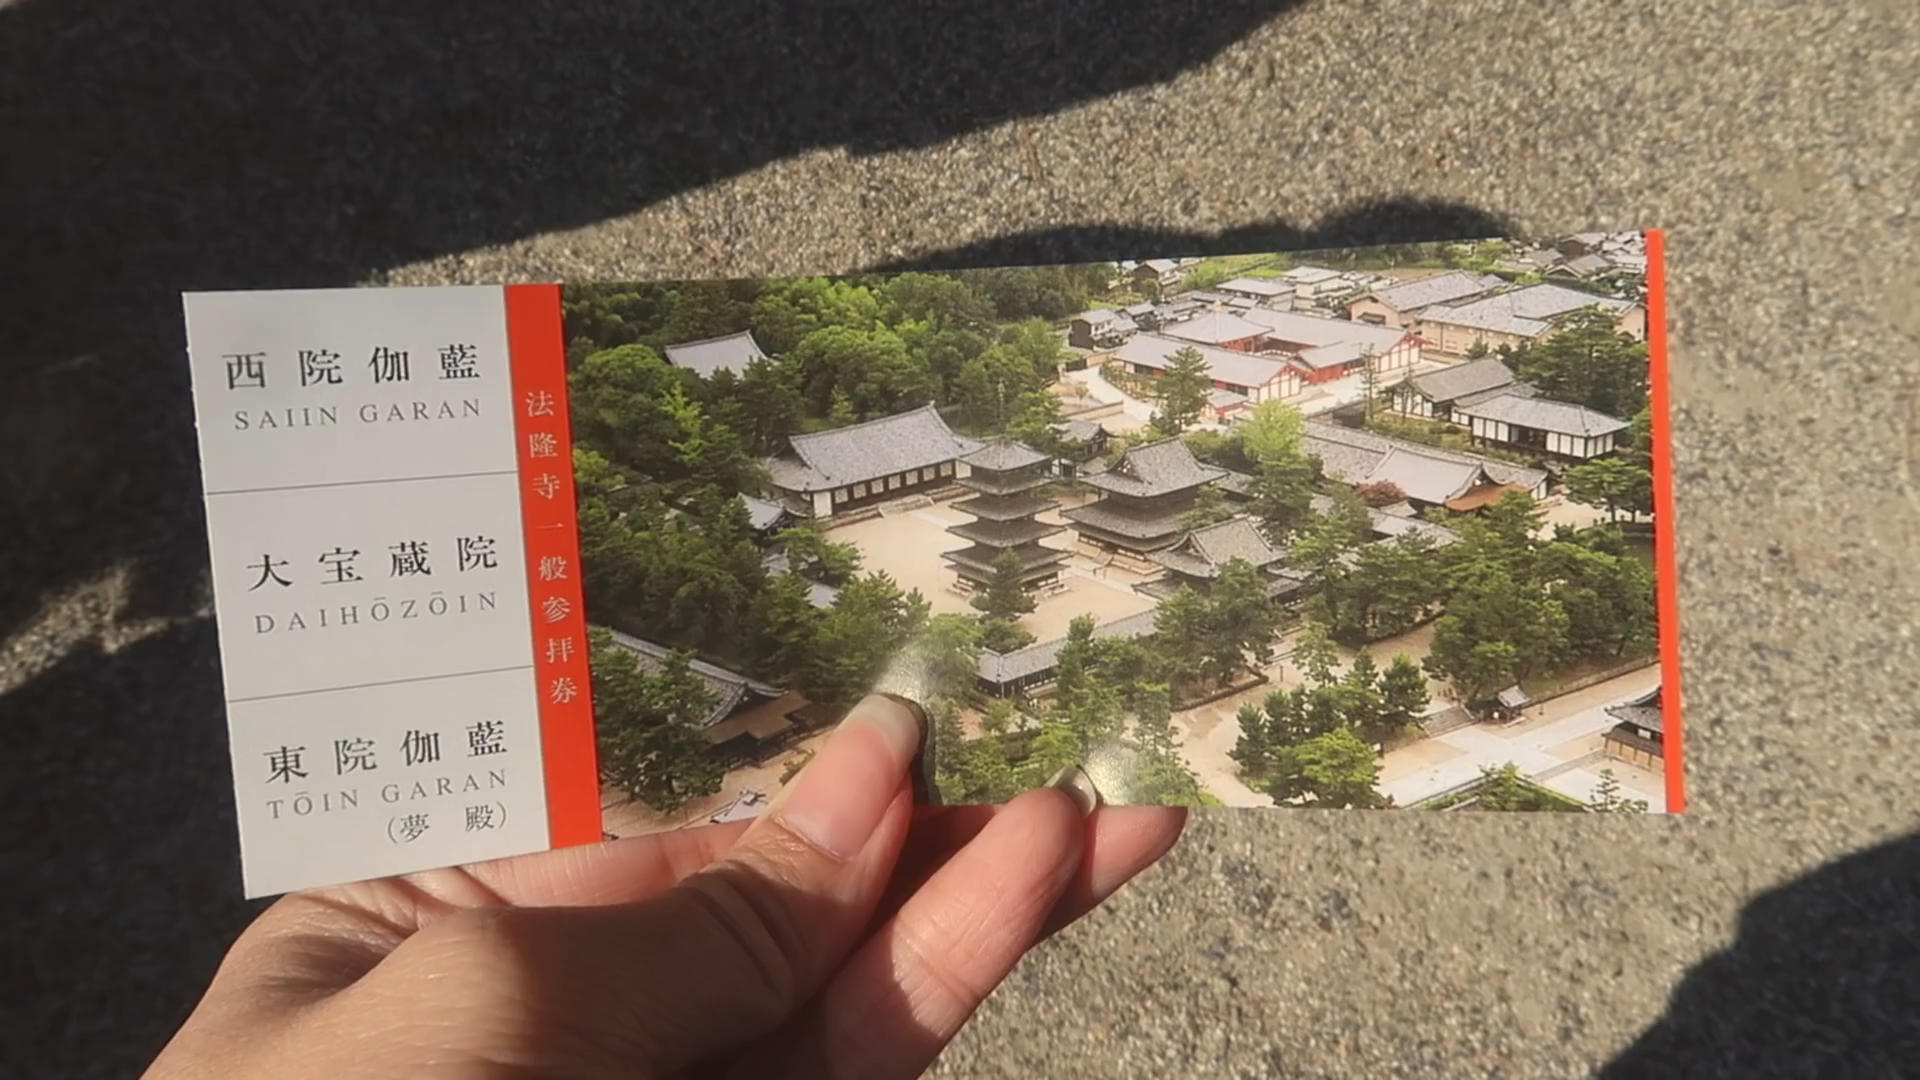 西院伽藍
SAIIN GARAN
大宝蔵院
DAIHŌZŌIN
東院伽藍
TŌIN GARAN
（夢 殿）
法隆寺一般参拝券